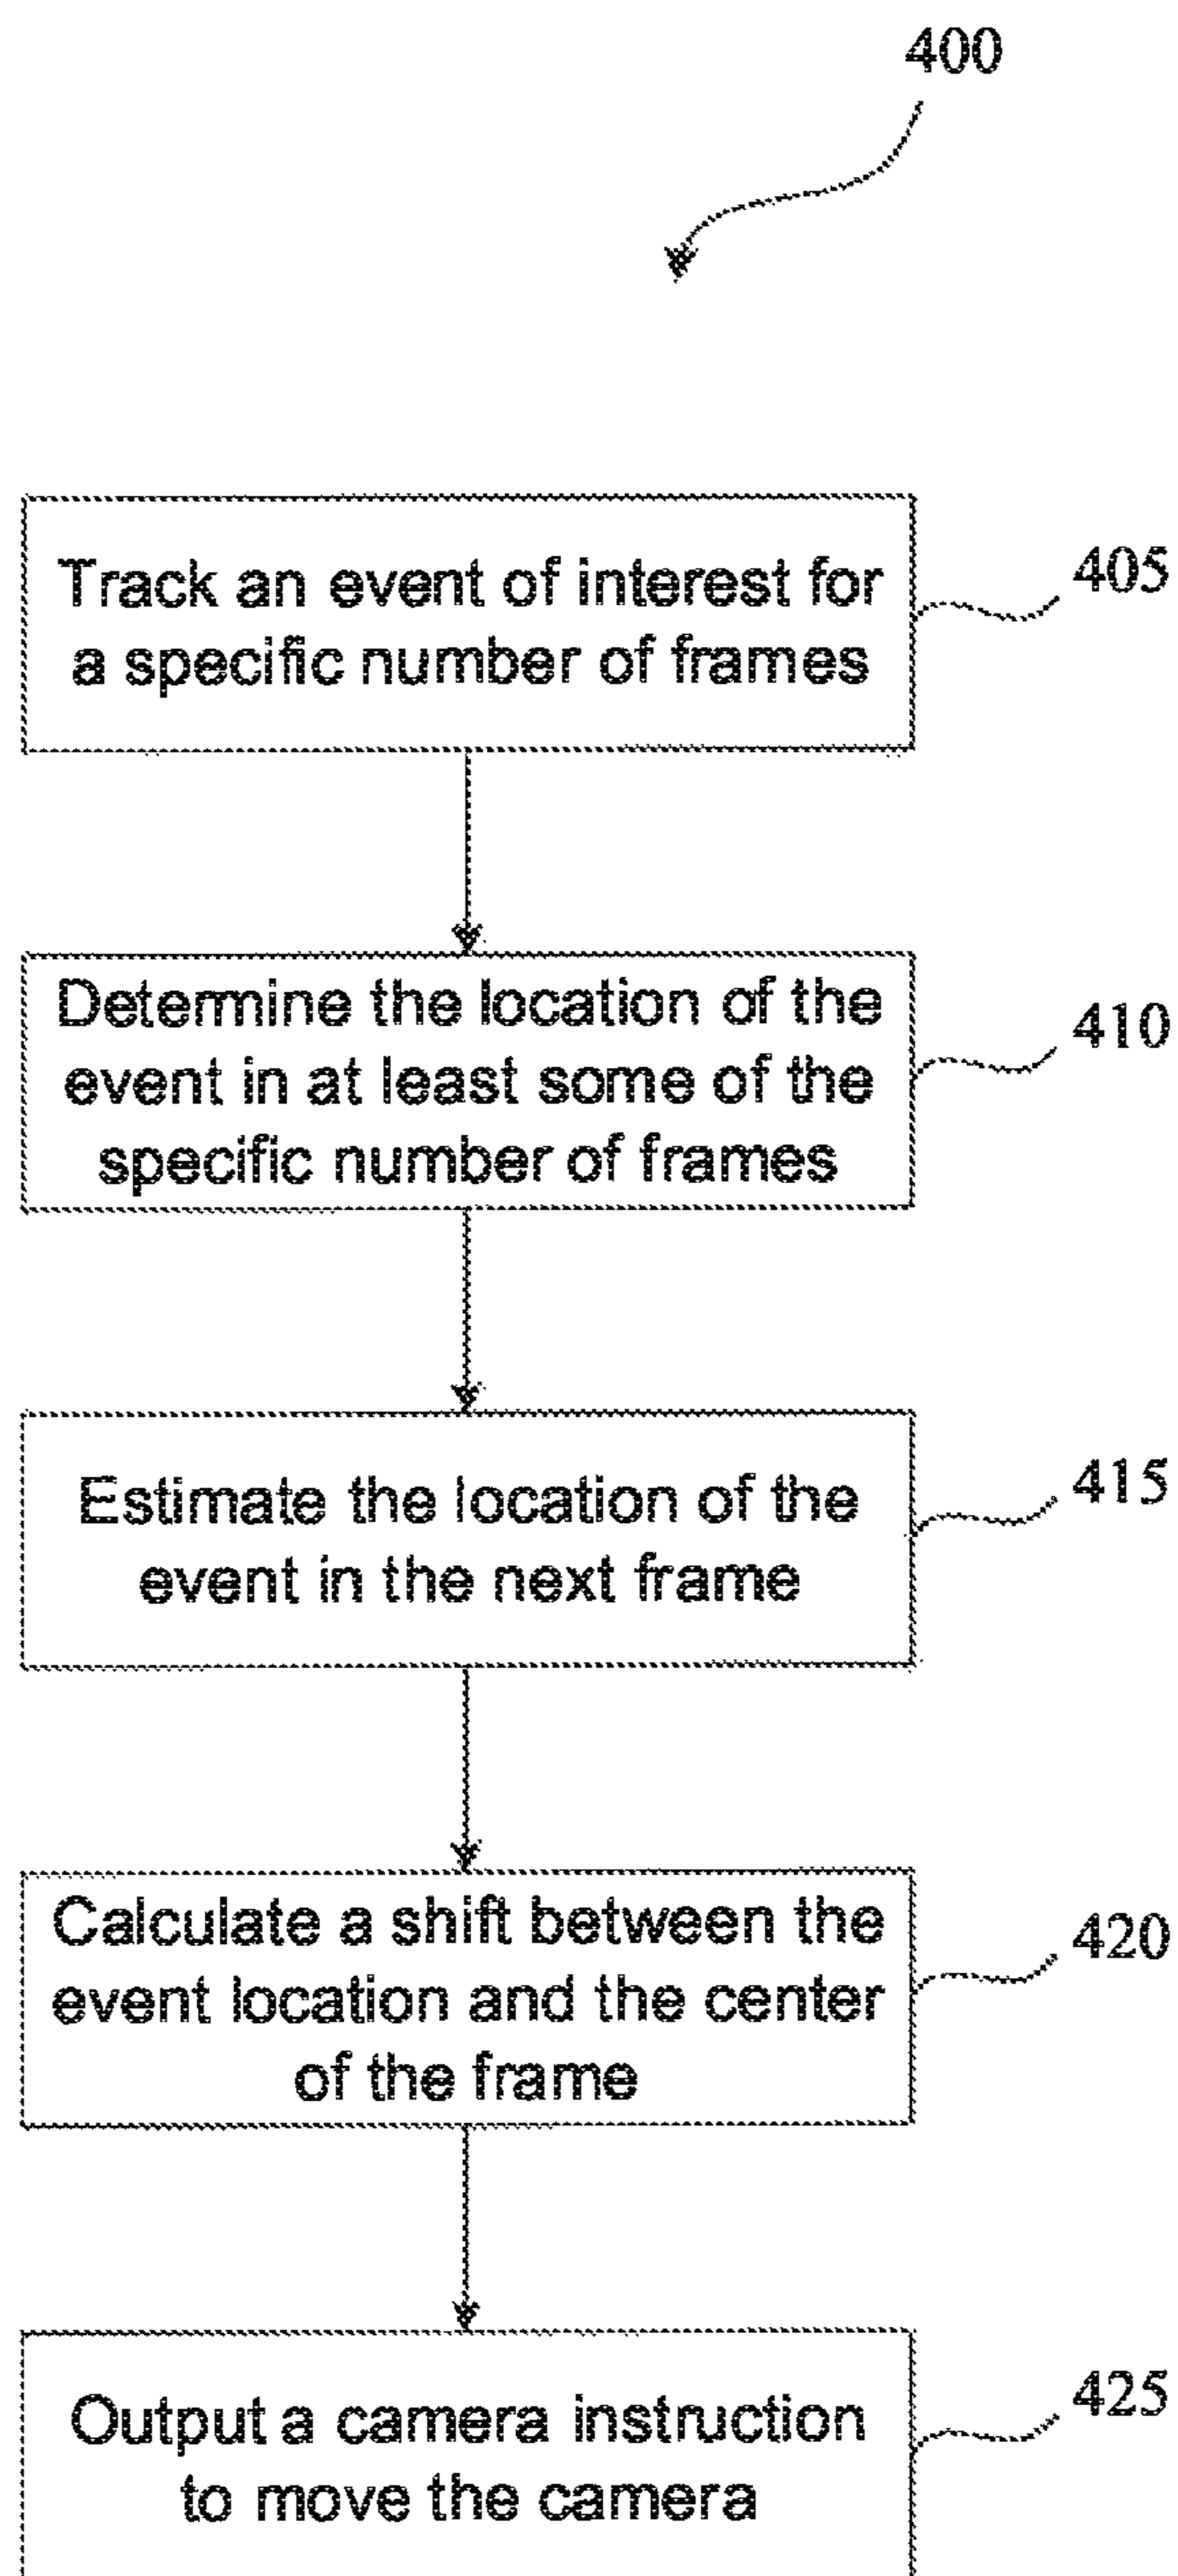 400
Track an event of interest for
a specific number of frames
405
Determine the location of the
event in at least some of the
specific number of frames
410
Estimate the location of the
event in the next frame
415
Calculate a shift between the
event location and the center
of the frame
420
Output a camera instruction
to move the camera
425